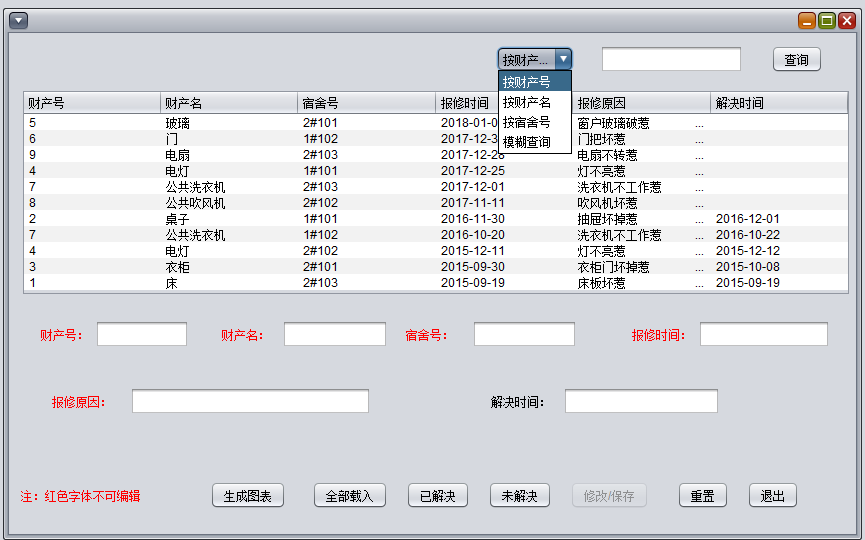 按财产... 查询
按财产号
按财产名
按宿舍号
模糊查询
财产号 财产名 宿舍号 报修时间 报修原因 解决时间
5 玻璃 2#101 2018-01-0 窗户玻璃破惹 ...
6 门 1#102 2017-12-3 门把坏惹 ...
9 电扇 2#103 2017-12-28 电扇不转惹 ...
4 电灯 1#101 2017-12-25 灯不亮惹 ...
7 公共洗衣机 2#103 2017-12-01 洗衣机不工作惹 ...
8 公共吹风机 2#102 2017-11-11 吹风机坏惹 ...
2 桌子 1#101 2016-11-30 抽屉坏掉惹 ... 2016-12-01
7 公共洗衣机 1#102 2016-10-20 洗衣机不工作惹 ... 2016-10-22
4 电灯 2#102 2015-12-11 灯不亮惹 ... 2015-12-12
3 衣柜 2#101 2015-09-30 衣柜门坏掉惹 ... 2015-10-08
1 床 2#103 2015-09-19 床板坏惹 ... 2015-09-19
财产号： 财产名： 宿舍号： 报修时间：
报修原因： 解决时间：
注：红色字体不可编辑 生成图表 全部载入 已解决 未解决 修改/保存 重置 退出